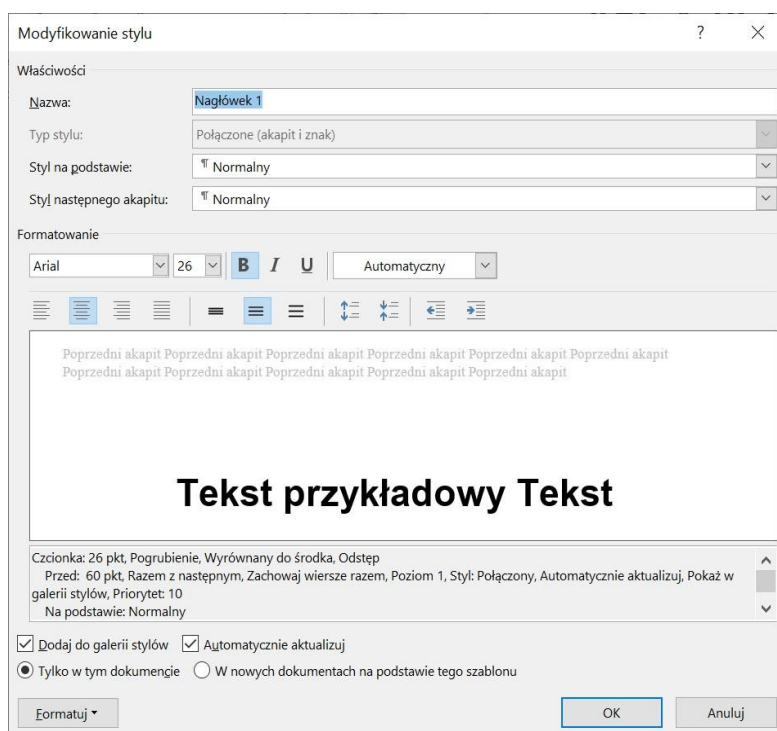 Modyfikowanie stylu ?
Właściwości
Nazwa: Nagłówek 1
Typ stylu: Połączone (akapit i znak)
Styl na podstawie: ¶ Normalny
Styl następnego akapitu: ¶ Normalny
Formatowanie
Arial 26 B I U Automatyczny
Poprzedni akapit Poprzedni akapit Poprzedni akapit Poprzedni akapit Poprzedni akapit Poprzedni akapit
Poprzedni akapit Poprzedni akapit Poprzedni akapit Poprzedni akapit Poprzedni akapit
Tekst przykładowy Tekst
Czcionka: 26 pkt, Pogrubienie, Wyrównany do środka, Odstęp
Przed: 60 pkt, Razem z następnym, Zachowaj wiersze razem, Poziom 1, Styl: Połączony, Automatycznie aktualizuj, Pokaż w
galerii stylów, Priorytet: 10
Na podstawie: Normalny
Dodaj do galerii stylów Automatycznie aktualizuj
Tylko w tym dokumencie W nowych dokumentach na podstawie tego szablonu
Formatuj OK Anuluj